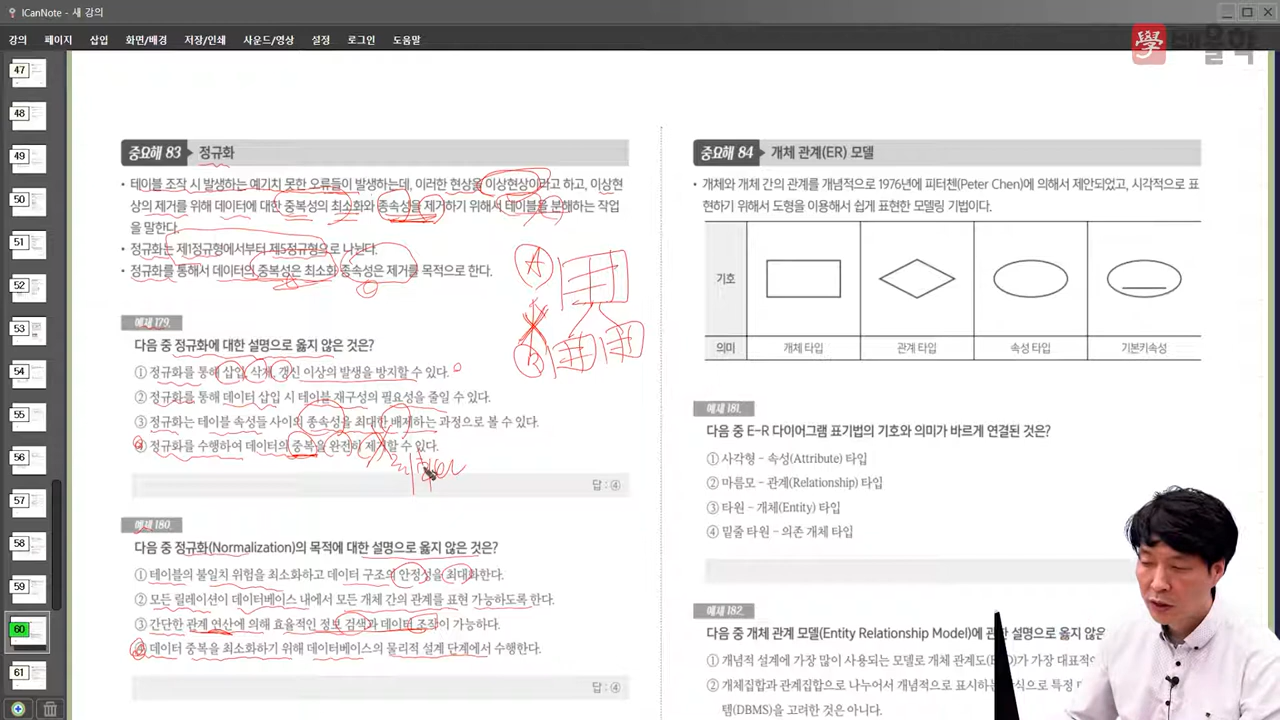 ICanNote - 새 강의
강의 페이지 삽입 화면/배경 저장/인쇄 사운드/영상 설정 로그인 도움말
學 배울학
47
48
49
50
51
52
53
54
55
56
57
58
59
60
61
중요해 83 정규화
• 테이블 조작 시 발생하는 예기치 못한 오류들이 발생하는데, 이러한 현상을 이상현상이라고 하고, 이상현
상의 제거를 위해 데이터에 대한 중복성의 최소화와 종속성을 제거하기 위해서 테이블을 분해하는 작업
을 말한다.
• 정규화는 제1정규형에서부터 제5정규형으로 나뉜다.
• 정규화를 통해서 데이터의 중복성은 최소화 종속성은 제거를 목적으로 한다.
A
B
예제 179.
다음 중 정규화에 대한 설명으로 옳지 않은 것은?
① 정규화를 통해 삽입, 삭제, 갱신 이상의 발생을 방지할 수 있다.
② 정규화를 통해 데이터 삽입 시 테이블 재구성의 필요성을 줄일 수 있다.
③ 정규화는 테이블 속성들 사이의 종속성을 최대한 배제하는 과정으로 볼 수 있다.
④ 정규화를 수행하여 데이터의 중복을 완전히 제거할 수 있다.
답 : ④
예제 180.
다음 중 정규화(Normalization)의 목적에 대한 설명으로 옳지 않은 것은?
① 테이블의 불일치 위험을 최소화하고 데이터 구조의 안정성을 최대화한다.
② 모든 릴레이션이 데이터베이스 내에서 모든 개체 간의 관계를 표현 가능하도록 한다.
③ 간단한 관계 연산에 의해 효율적인 정보 검색과 데이터 조작이 가능하다.
④ 데이터 중복을 최소화하기 위해 데이터베이스의 물리적 설계 단계에서 수행한다.
답 : ④
중요해 84 개체 관계(ER) 모델
• 개체와 개체 간의 관계를 개념적으로 1976년에 피터첸(Peter Chen)에 의해서 제안되었고, 시각적으로 표
현하기 위해서 도형을 이용해서 쉽게 표현한 모델링 기법이다.
기호
의미 개체 타입 관계 타입 속성 타입 기본키속성
예제 181.
다음 중 E-R 다이어그램 표기법의 기호와 의미가 바르게 연결된 것은?
① 사각형 - 속성(Attribute) 타입
② 마름모 - 관계(Relationship) 타입
③ 타원 - 개체(Entity) 타입
④ 밑줄 타원 - 의존 개체 타입
예제 182.
다음 중 개체 관계 모델(Entity Relationship Model)에 관한 설명으로 옳지 않은
① 개념적 설계에 가장 많이 사용되는 모델로 개체 관계도(ERD)가 가장 대표적
② 개체집합과 관계집합으로 나누어서 개념적으로 표시하는 방식으로 특정
템(DBMS)을 고려한 것은 아니다.